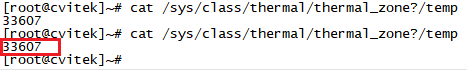 [root@cvitek]~# cat /sys/class/thermal/thermal_zone?/temp
33607
[root@cvitek]~# cat /sys/class/thermal/thermal_zone?/temp
33607
[root@cvitek]~#